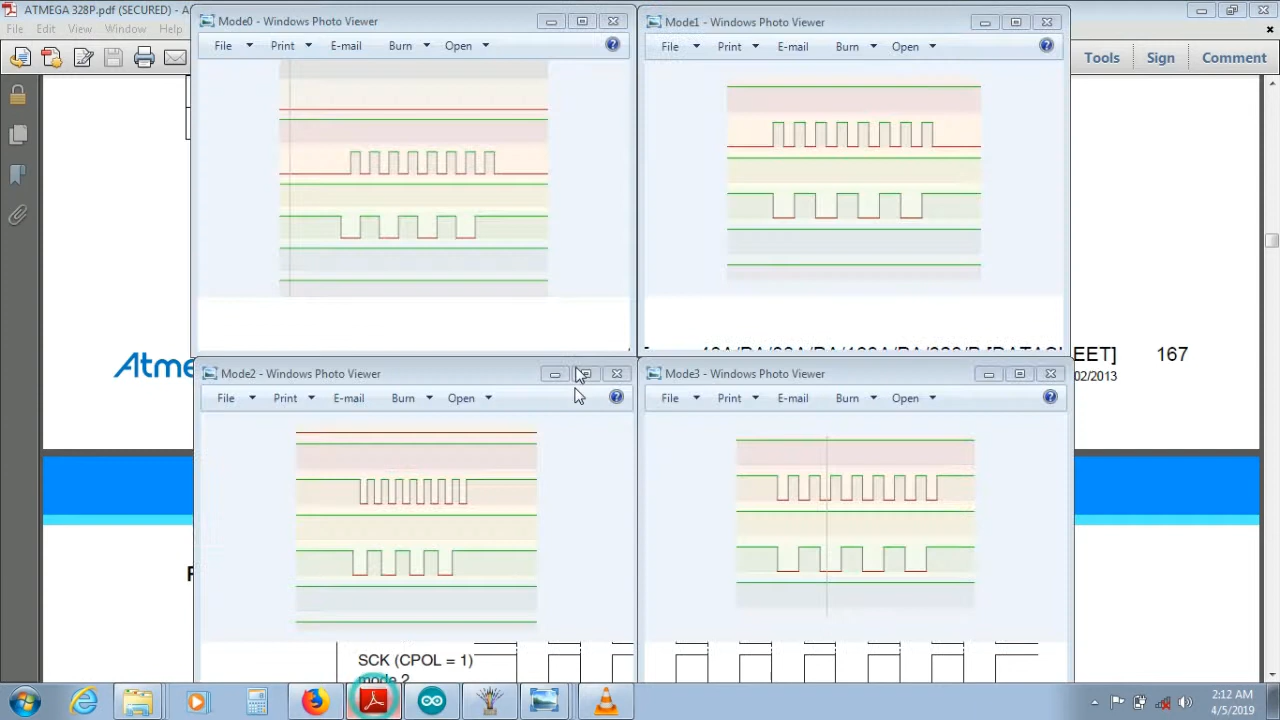 ATMEGA 328P.pdf (SECURED) - A
File Edit View Window Help
Mode0 - Windows Photo Viewer
File Print E-mail Burn Open
Mode1 - Windows Photo Viewer
File Print E-mail Burn Open
Tools Sign Comment
Atme
EET] 167
02/2013
Mode2 - Windows Photo Viewer
File Print E-mail Burn Open
Mode3 - Windows Photo Viewer
File Print E-mail Burn Open
SCK (CPOL = 1)
mode 2
2:12 AM
4/5/2019